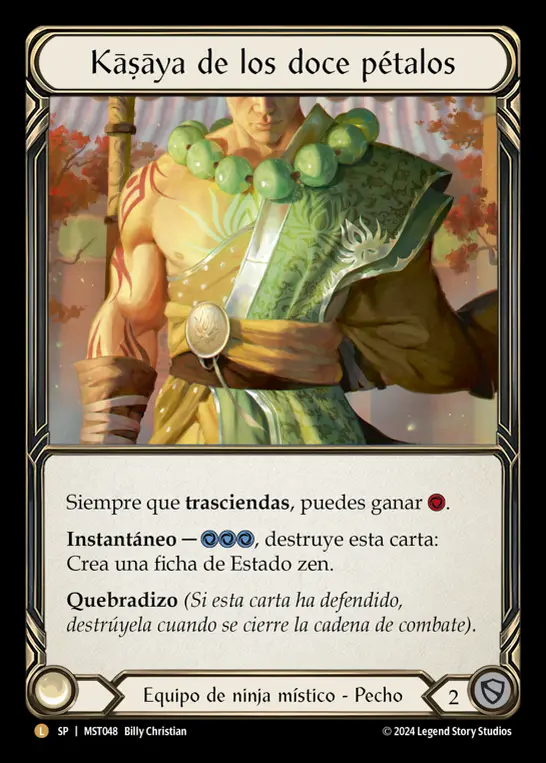 Kāṣāya de los doce pétalos
Siempre que trasciendas, puedes ganar .
Instantáneo — , destruye esta carta:
Crea una ficha de Estado zen.
Quebradizo (Si esta carta ha defendido,
destrúyela cuando se cierre la cadena de combate).
Equipo de ninja místico - Pecho
2
L SP | MST048 Billy Christian
© 2024 Legend Story Studios